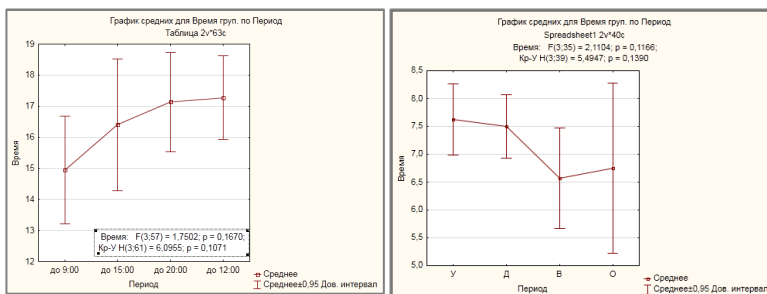 График средних для Время груп. по Период
Таблица 2v*63c
19
18
17
16
15
14
13
12
Время
Время: F(3;57) = 1,7502; p = 0,1670;
Кр-У H(3;61) = 6,0955; p = 0,1071
до 9:00 до 15:00 до 20:00 до 12:00
Период
Среднее
Среднее±0,95 Дов. интервал
График средних для Время груп. по Период
Spreadsheet1 2v*40c
Время: F(3;35) = 2,1104; p = 0,1166;
Кр-У H(3;39) = 5,4947; p = 0,1390
8,5
8,0
7,5
7,0
6,5
6,0
5,5
5,0
Время
У Д В О
Период
Среднее
Среднее±0,95 Дов. интервал